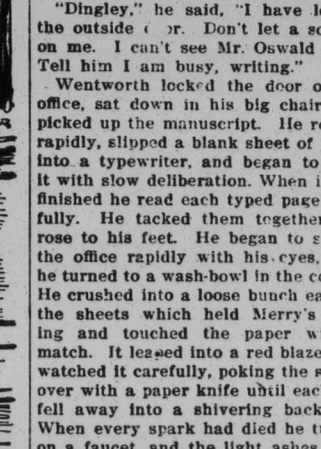 "Dingley," he said, "I have
the outside Don't let a
on me. I can't see Mr. Oswald
Tell him I am busy, writing."
Wentworth locked the door
office, sat down in his big chair
picked up the manuscript. He
rapidly, slipped a blank sheet of
into a typewriter, and began to
it with slow deliberation. When
finished he read each typed page
fully. He tacked them together
rose to his feet. He began to
the office rapidly with his eyes,
he turned to a wash-bowl in the
He crushed into a loose bunch
the sheets which held Merry's
ing and touched the paper
match. It leaped into a red blaze
watched it carefully, poking the
over with a paper knife until
fell away into a shivering
When every spark had died he
on a faucet, and the light ashes